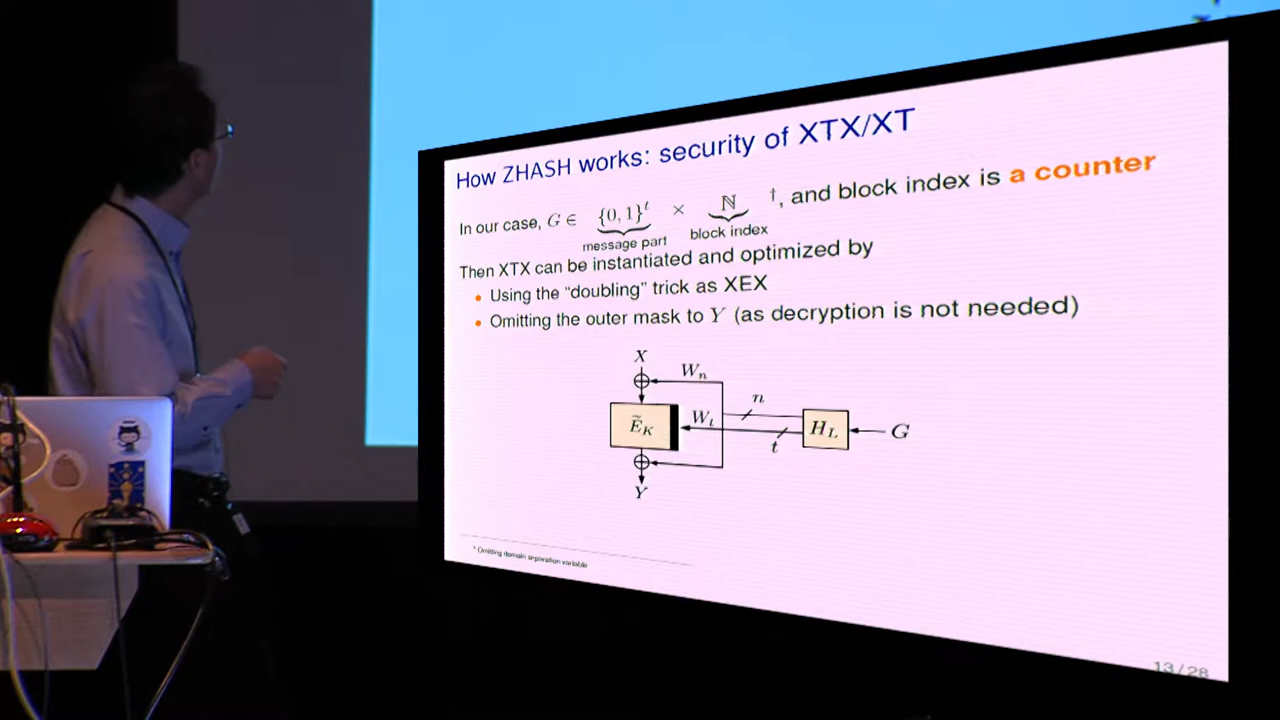 How ZHASH works: security of XTX/XT
In our case, G ∈ {0,1}^t × ℕ †, and block index is a counter
message part block index
Then XTX can be instantiated and optimized by
• Using the “doubling” trick as XEX
• Omitting the outer mask to Y (as decryption is not needed)
X
W_n
n
Ẽ_K W_t H_L G
t
Y
† Omitting domain separation variable
13/28